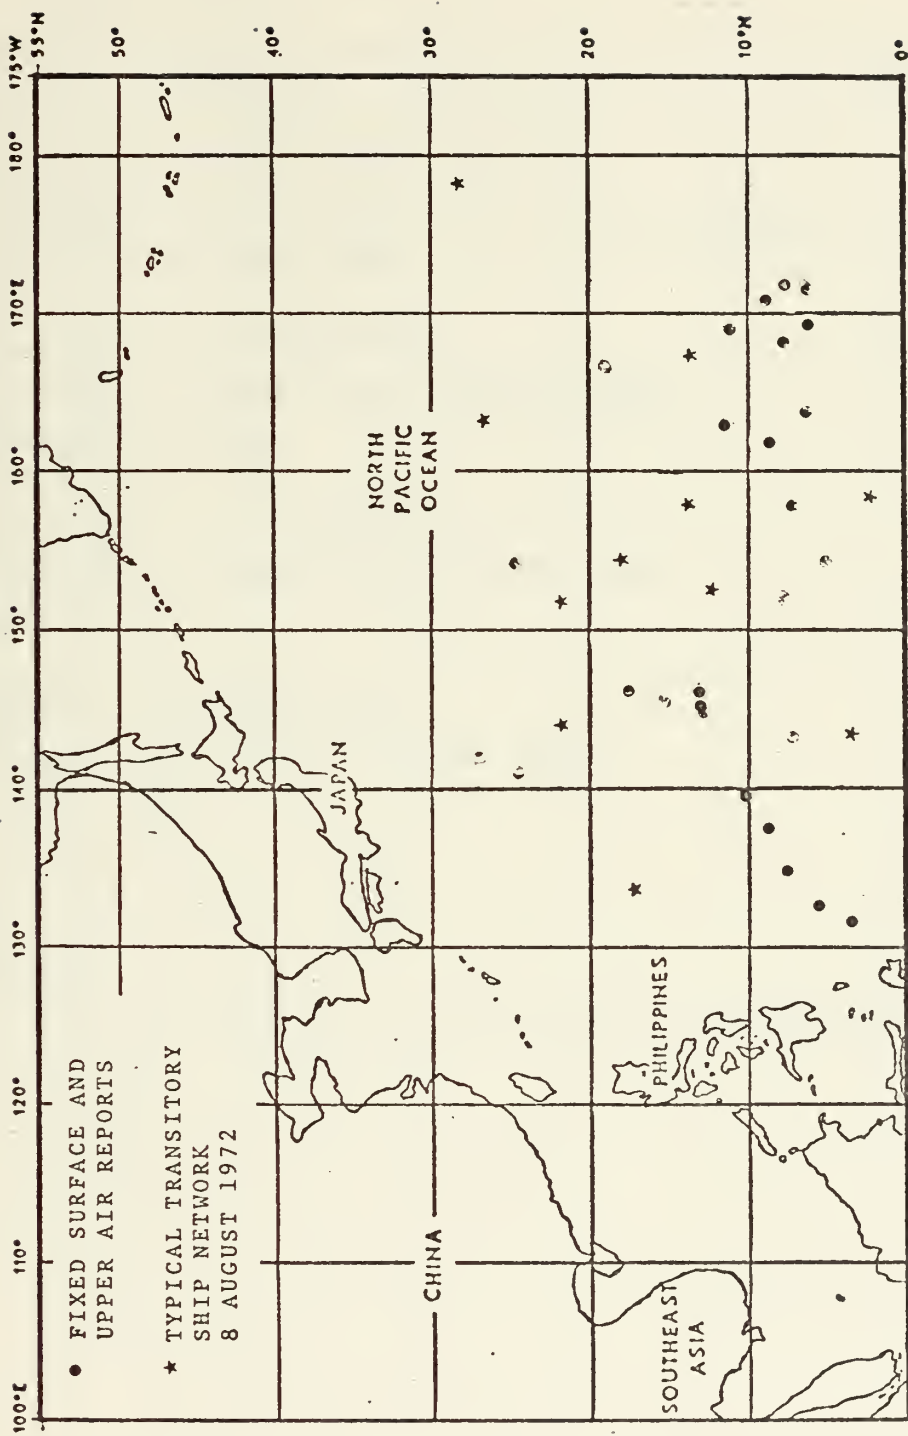 100°E
110°
120°
130°
140°
150°
160°
170°E
180°
175°W
55°N
50°
40°
30°
20°
10°N
0°
● FIXED SURFACE AND
UPPER AIR REPORTS
★ TYPICAL TRANSITORY
SHIP NETWORK
8 AUGUST 1972
NORTH
PACIFIC
OCEAN
JAPAN
CHINA
PHILIPPINES
SOUTHEAST
ASIA